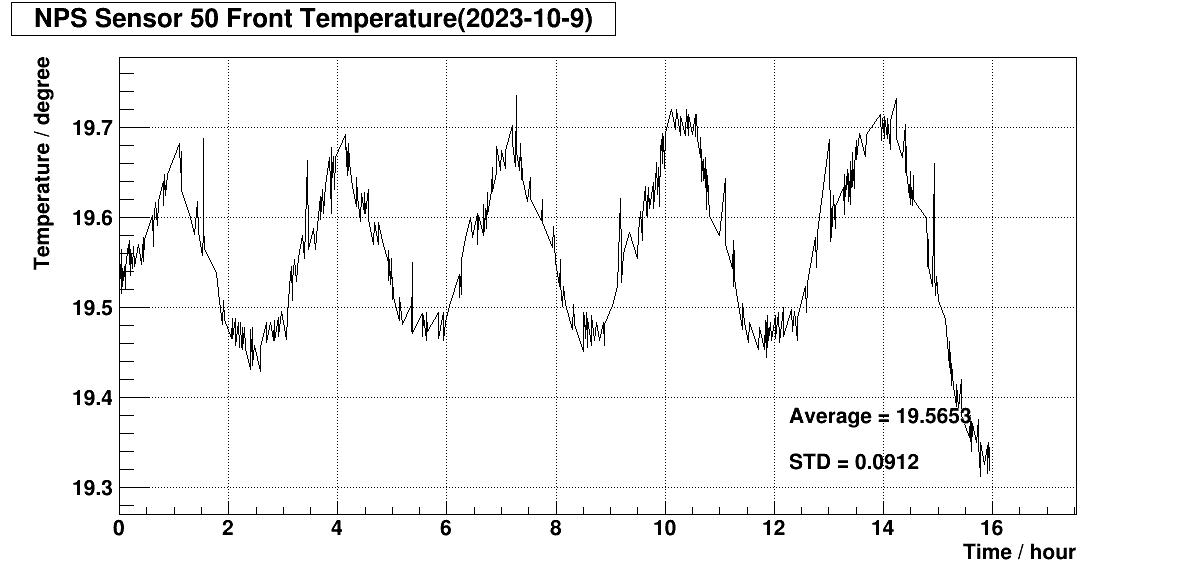 NPS Sensor 50 Front Temperature(2023-10-9)
Temperature / degree
19.7
19.6
19.5
19.4
19.3
Average = 19.5653
STD = 0.0912
0 2 4 6 8 10 12 14 16
Time / hour